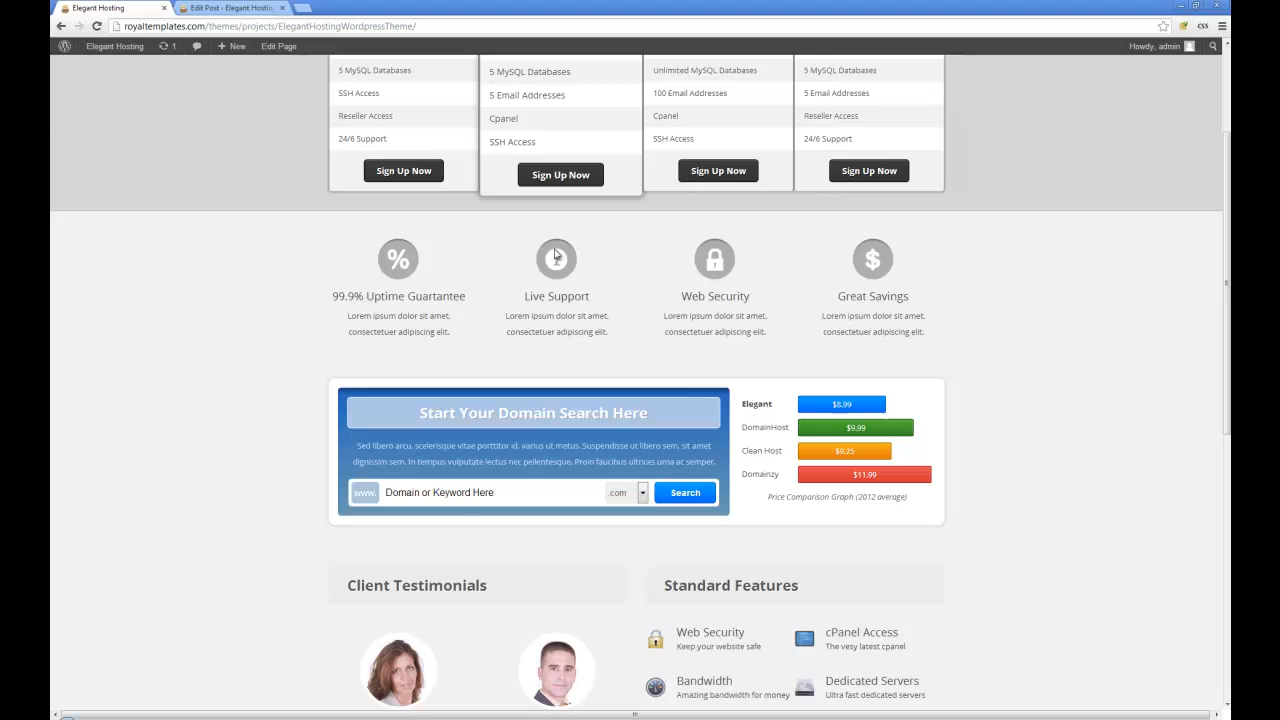 Elegant Hosting
Edit Post ‹ Elegant Hosting
royaltemplates.com/themes/projects/ElegantHostingWordpressTheme/
CSS
Elegant Hosting
1
+ New
Edit Page
Howdy, admin
5 MySQL Databases
SSH Access
Reseller Access
24/6 Support
Sign Up Now
5 MySQL Databases
5 Email Addresses
Cpanel
SSH Access
Sign Up Now
Unlimited MySQL Databases
100 Email Addresses
Cpanel
SSH Access
Sign Up Now
5 MySQL Databases
5 Email Addresses
Reseller Access
24/6 Support
Sign Up Now
%
99.9% Uptime Guartantee
Lorem ipsum dolor sit amet,
consectetuer adipiscing elit.
Live Support
Lorem ipsum dolor sit amet,
consectetuer adipiscing elit.
Web Security
Lorem ipsum dolor sit amet,
consectetuer adipiscing elit.
$
Great Savings
Lorem ipsum dolor sit amet,
consectetuer adipiscing elit.
Start Your Domain Search Here
Sed libero arcu, scelerisque vitae porttitor id, varius ut metus. Suspendisse ut libero sem, sit amet
dignissim sem. In tempus vulputate lectus nec pellentesque. Proin faucibus ultrices urna ac semper.
www. Domain or Keyword Here .com Search
Elegant $8.99
DomainHost $9.99
Clean Host $9.25
Domainzy $11.99
Price Comparison Graph (2012 average)
Client Testimonials
Standard Features
Web Security
Keep your website safe
cPanel Access
The vesy latest cpanel
Bandwidth
Amazing bandwidth for money
Dedicated Servers
Ultra fast dedicated servers